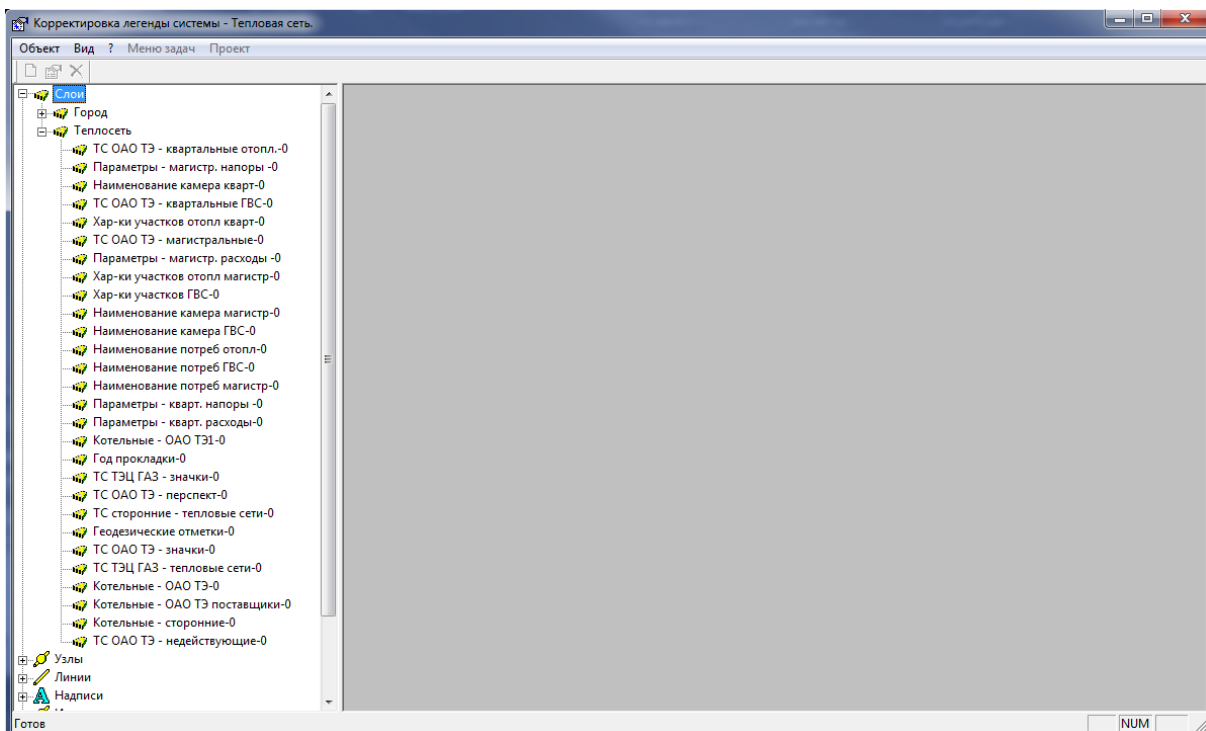 Корректировка легенды системы - Тепловая сеть.
Объект Вид ? Меню задач Проект
Слои
Город
Теплосеть
ТС ОАО ТЭ - квартальные отопл.-0
Параметры - магистр. напоры -0
Наименование камера кварт-0
ТС ОАО ТЭ - квартальные ГВС-0
Хар-ки участков отопл кварт-0
ТС ОАО ТЭ - магистральные-0
Параметры - магистр. расходы -0
Хар-ки участков отопл магистр-0
Хар-ки участков ГВС-0
Наименование камера магистр-0
Наименование камера ГВС-0
Наименование потреб отопл-0
Наименование потреб ГВС-0
Наименование потреб магистр-0
Параметры - кварт. напоры -0
Параметры - кварт. расходы-0
Котельные - ОАО ТЭ1-0
Год прокладки-0
ТС ТЭЦ ГАЗ - значки-0
ТС ОАО ТЭ - перспект-0
ТС сторонние - тепловые сети-0
Геодезические отметки-0
ТС ОАО ТЭ - значки-0
ТС ТЭЦ ГАЗ - тепловые сети-0
Котельные - ОАО ТЭ-0
Котельные - ОАО ТЭ поставщики-0
Котельные - сторонние-0
ТС ОАО ТЭ - недействующие-0
Узлы
Линии
Надписи
Готов
NUM